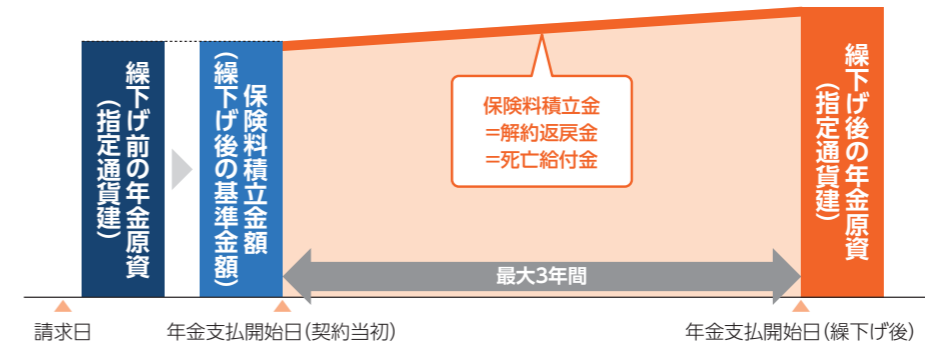 繰下げ前の年金原資
（指定通貨建）
保険料積立金額
（繰下げ後の基準金額）
保険料積立金
=解約返戻金
=死亡給付金
繰下げ後の年金原資
（指定通貨建）
最大3年間
請求日
年金支払開始日（契約当初）
年金支払開始日（繰下げ後）